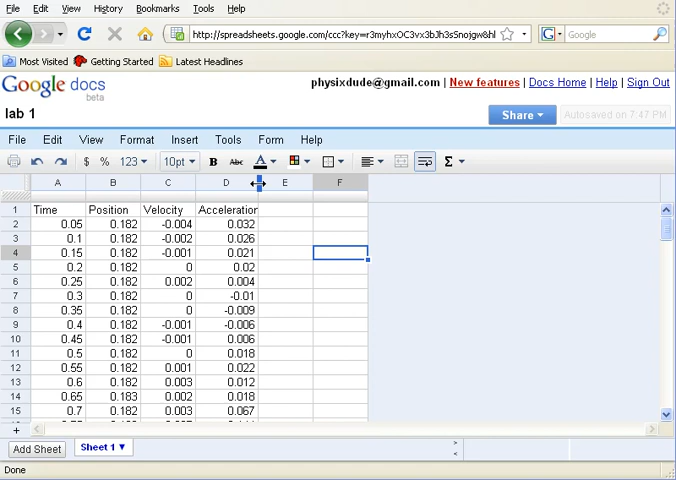 File Edit View History Bookmarks Tools Help
http://spreadsheets.google.com/ccc?key=r3myhxOC3vx3bJh3s5nojgw&hl Google
Most Visited Getting Started Latest Headlines
Google docs
beta
physixdude@gmail.com | New features | Docs Home | Help | Sign Out
lab 1
Share Autosaved on 7:47 PM
File Edit View Format Insert Tools Form Help
$ % 123 10pt B Abc A Σ
A B C D E F
1 Time Position Velocity Acceleration
2 0.05 0.182 -0.004 0.032
3 0.1 0.182 -0.002 0.026
4 0.15 0.182 -0.001 0.021
5 0.2 0.182 0 0.02
6 0.25 0.182 0.002 0.004
7 0.3 0.182 0 -0.01
8 0.35 0.182 0 -0.009
9 0.4 0.182 -0.001 -0.006
10 0.45 0.182 -0.001 0.006
11 0.5 0.182 0 0.018
12 0.55 0.182 0.001 0.022
13 0.6 0.182 0.003 0.012
14 0.65 0.183 0.002 0.018
15 0.7 0.182 0.003 0.067
Add Sheet Sheet 1
Done